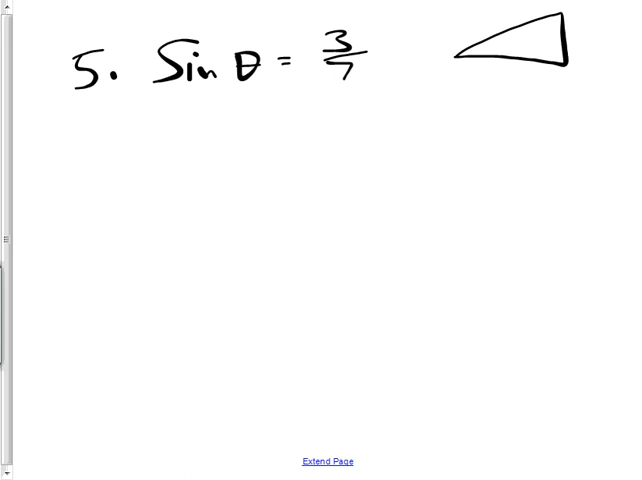 5. Sin θ = 3/7
Extend Page